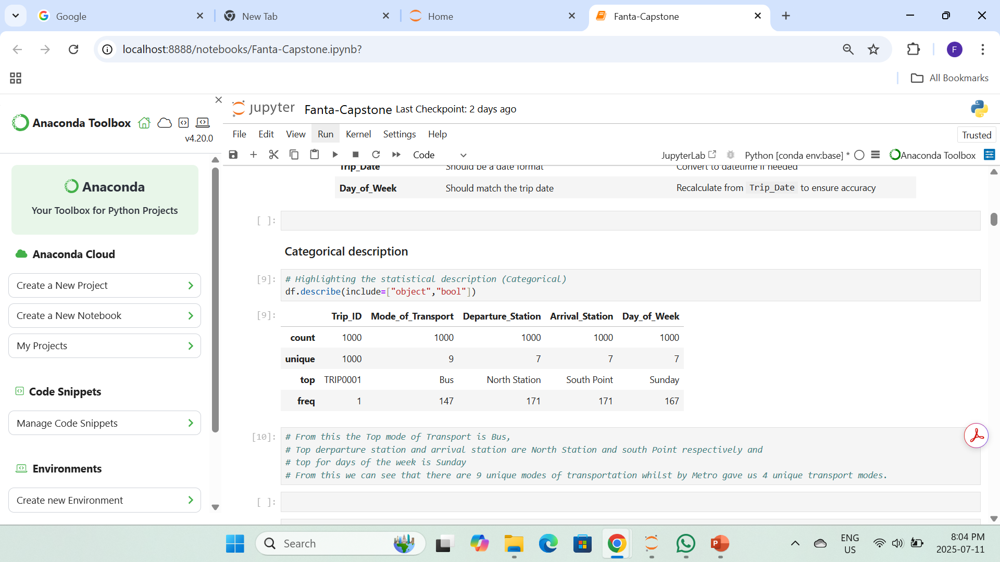 Google
New Tab
Home
Fanta-Capstone
localhost:8888/notebooks/Fanta-Capstone.ipynb?
F
All Bookmarks
Anaconda Toolbox
v4.20.0
Anaconda
Your Toolbox for Python Projects
Anaconda Cloud
Create a New Project
Create a New Notebook
My Projects
Code Snippets
Manage Code Snippets
Environments
Create new Environment
jupyter Fanta-Capstone Last Checkpoint: 2 days ago
File Edit View Run Kernel Settings Help
Trusted
Code
JupyterLab
Python [conda env:base] *
Anaconda Toolbox
Trip_Date Should be a date format Convert to datetime if needed
Day_of_Week Should match the trip date Recalculate from Trip_Date to ensure accuracy
[ ]:
Categorical description
[9]: # Highlighting the statistical description (Categorical)
df.describe(include=["object","bool"])
[9]: Trip_ID Mode_of_Transport Departure_Station Arrival_Station Day_of_Week
count 1000 1000 1000 1000 1000
unique 1000 9 7 7 7
top TRIP0001 Bus North Station South Point Sunday
freq 1 147 171 171 167
[10]: # From this the Top mode of Transport is Bus,
# Top derparture station and arrival station are North Station and south Point respectively and
# top for days of the week is Sunday
# From this we can see that there are 9 unique modes of transportation whilst by Metro gave us 4 unique transport modes.
[ ]:
Search
ENG
US
8:04 PM
2025-07-11